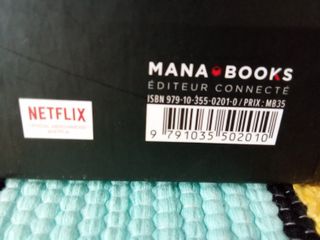 MANA BOOKS
ÉDITEUR CONNECTÉ
ISBN 979-10-355-0201-0 / PRIX : MB35
NETFLIX
9 791035 502010